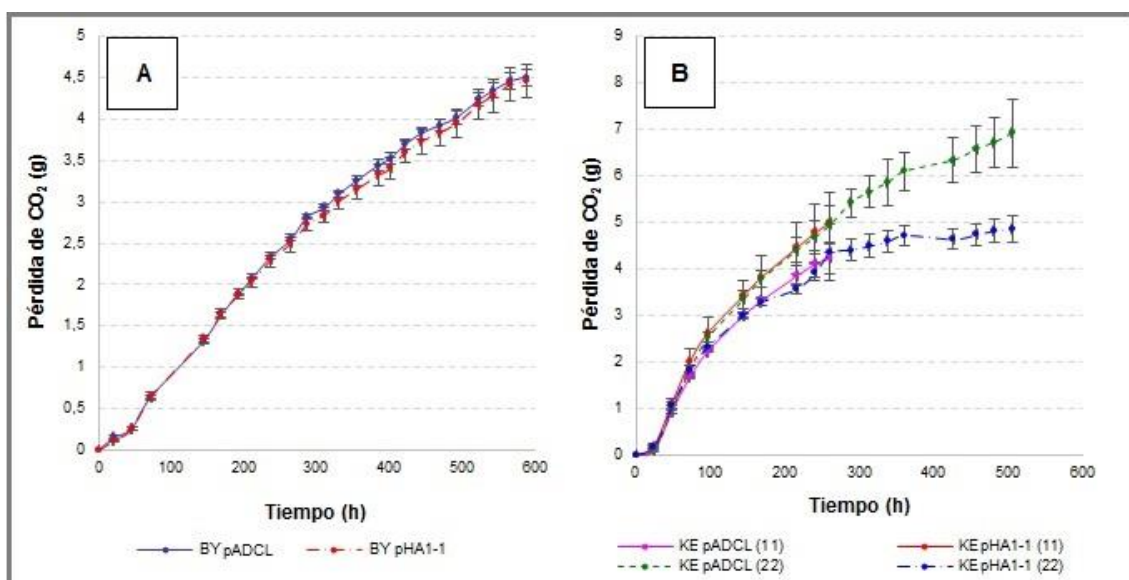 A
Pérdida de CO₂ (g)
5
4,5
4
3,5
3
2,5
2
1,5
1
0,5
0
0 100 200 300 400 500 600
Tiempo (h)
BY pADCL BY pHA1-1
B
Pérdida de CO₂ (g)
9
8
7
6
5
4
3
2
1
0
0 100 200 300 400 500 600
Tiempo (h)
KE pADCL (11) KE pHA1-1 (11)
KE pADCL (22) KE pHA1-1 (22)